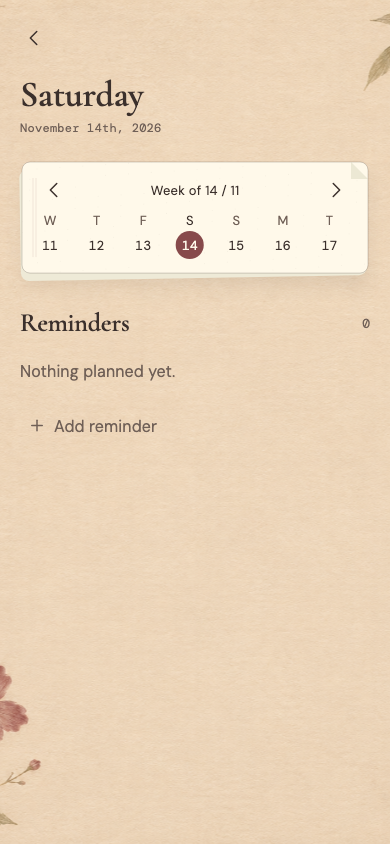 Saturday
November 14th, 2026
Week of 14 / 11
W T F S S M T
11 12 13 14 15 16 17
Reminders 0
Nothing planned yet.
+ Add reminder